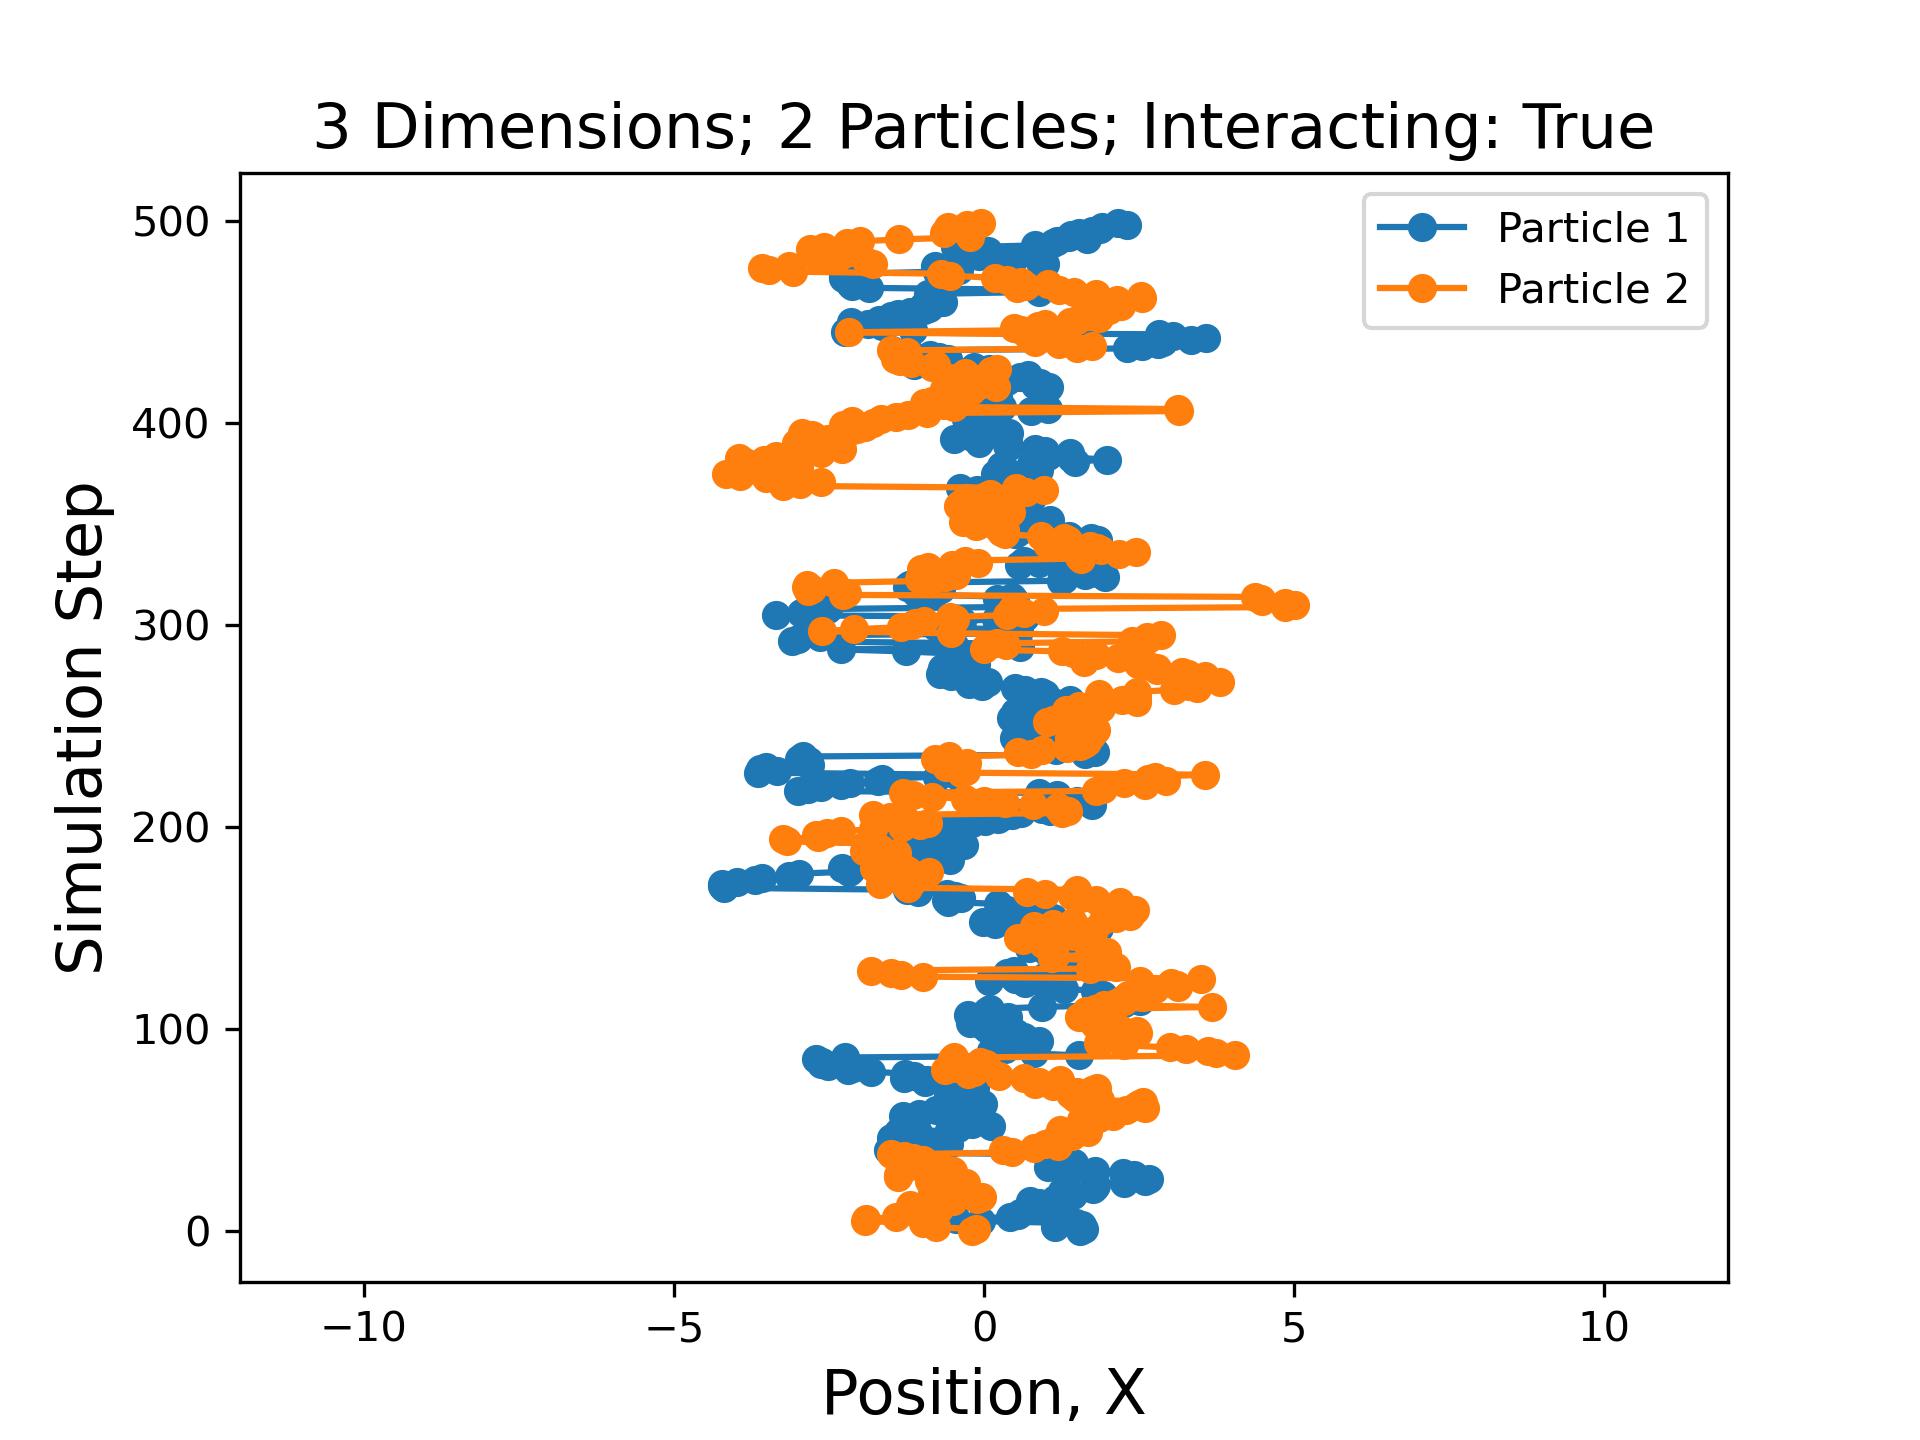 3 Dimensions; 2 Particles; Interacting: True
Particle 1
Particle 2
500
400
300
200
100
0
Simulation Step
−10
−5
0
5
10
Position, X